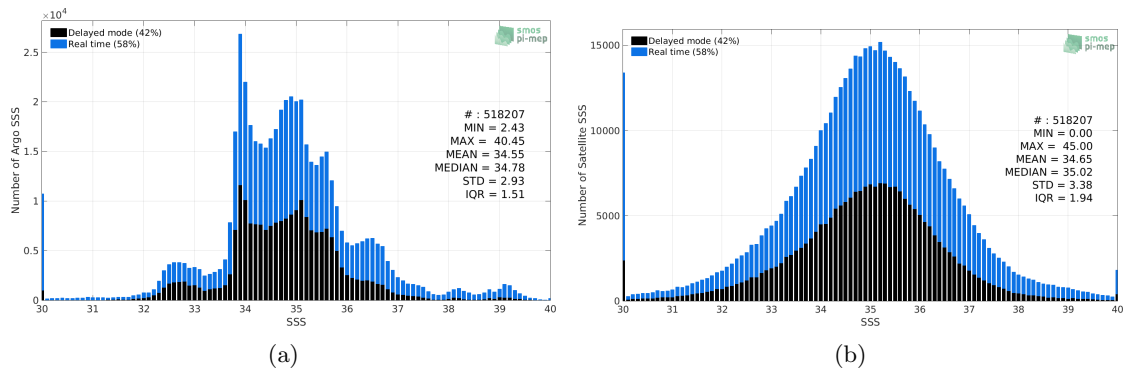 ×10⁴
Delayed mode (42%)
Real time (58%)
smos
pi-mep
# : 518207
MIN = 2.43
MAX = 40.45
MEAN = 34.55
MEDIAN = 34.78
STD = 2.93
IQR = 1.51
Number of Argo SSS
2.5
2
1.5
1
0.5
0
30 31 32 33 34 35 36 37 38 39 40
SSS
(a)
Delayed mode (42%)
Real time (58%)
smos
pi-mep
# : 518207
MIN = 0.00
MAX = 45.00
MEAN = 34.65
MEDIAN = 35.02
STD = 3.38
IQR = 1.94
Number of Satellite SSS
15000
10000
5000
0
30 31 32 33 34 35 36 37 38 39 40
SSS
(b)